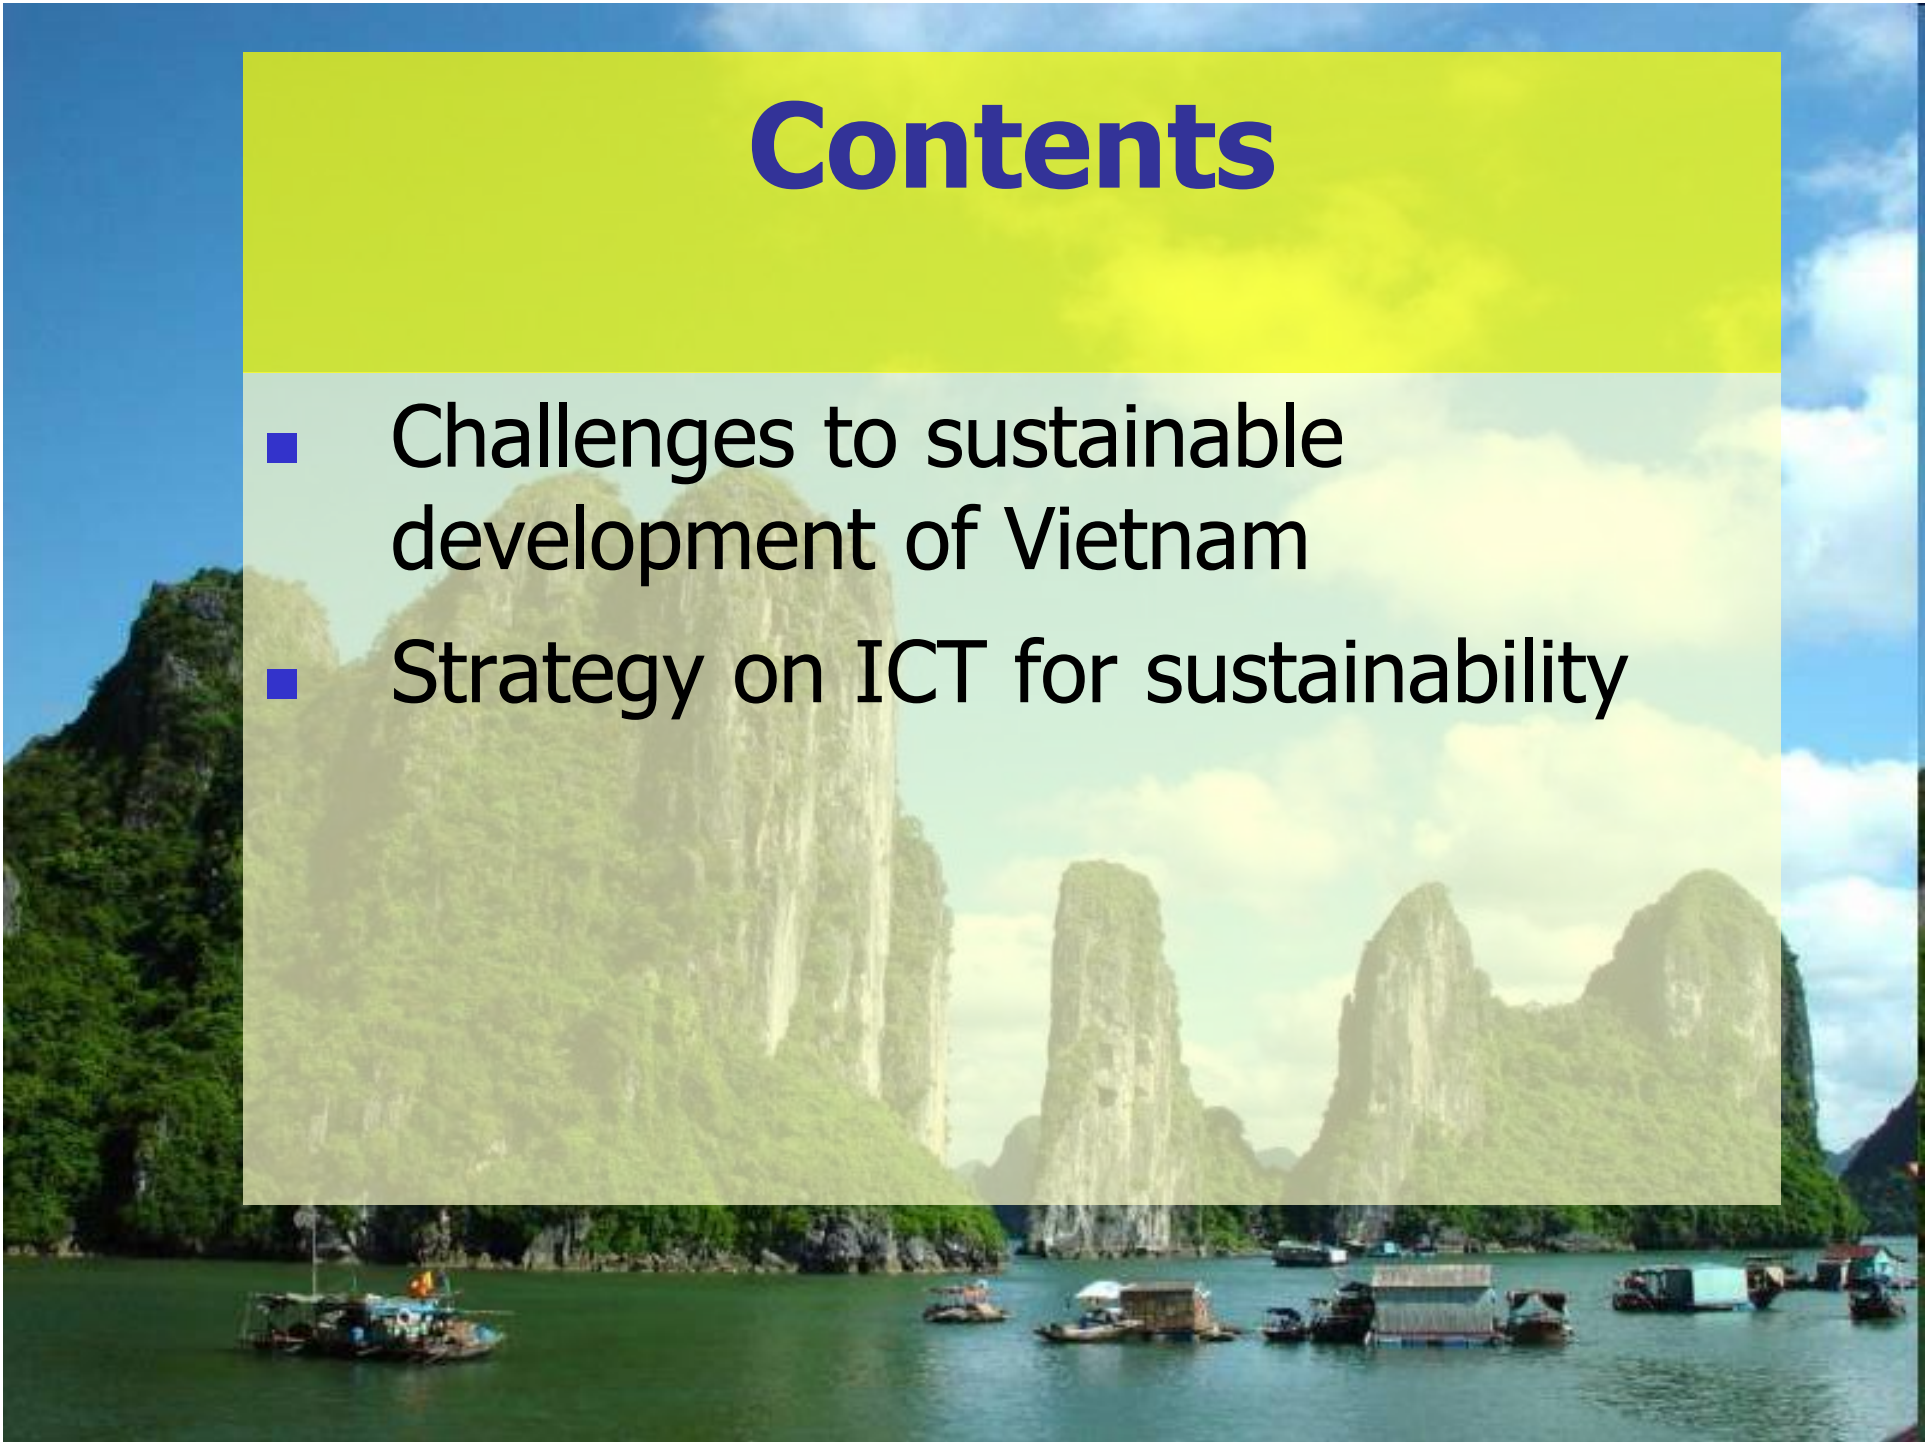 Contents
Challenges to sustainable
development of Vietnam
Strategy on ICT for sustainability